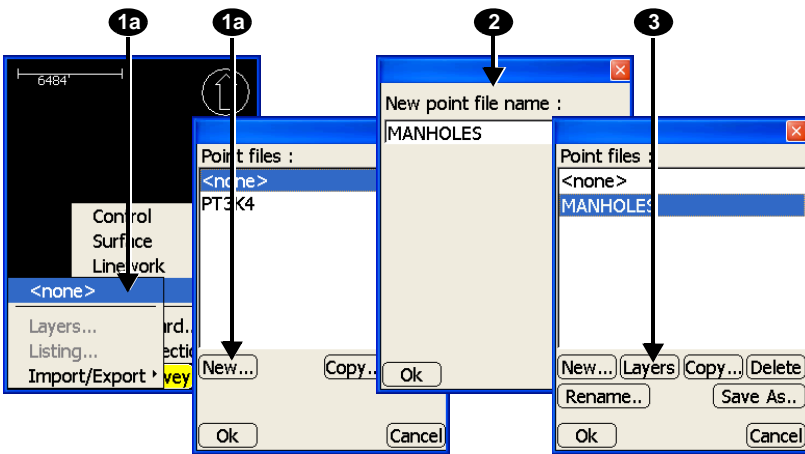 1a
1a
2
3
6484'
Control
Surface
Linework
<none>
Layers...
Listing...
Import/Export
Point files :
<none>
PT3K4
New...
Ok
Cancel
New point file name :
MANHOLES
Ok
Point files :
<none>
MANHOLES
New... Layers Copy... Delete
Rename.. Save As..
Ok Cancel